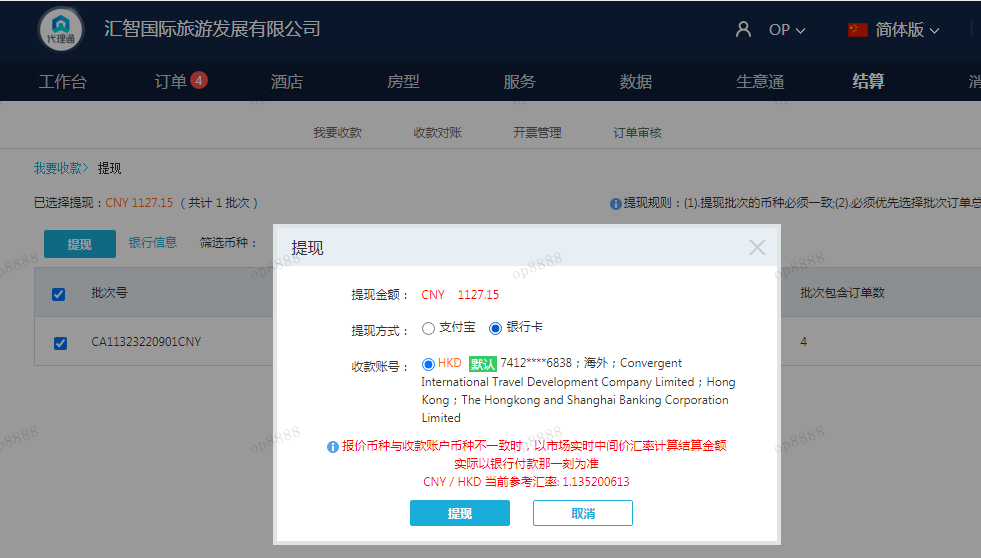 代理通
汇智国际旅游发展有限公司
OP
简体版
工作台 订单 4 酒店 房型 服务 数据 生意通 结算
我要收款 收款对账 开票管理 订单审核
我要收款> 提现
已选择提现：CNY 1127.15 （ 共计 1 批次 ）
提现规则：(1).提现批次的币种必须一致;(2).必须优先选择批次订单总
提现 银行信息 筛选币种：
批次号
批次包含订单数
CA11323220901CNY
4
提现
提现金额： CNY 1127.15
提现方式： 支付宝 银行卡
收款账号： HKD 默认 7412****6838；海外；Convergent
International Travel Development Company Limited；Hong
Kong；The Hongkong and Shanghai Banking Corporation
Limited
报价币种与收款账户币种不一致时，以市场实时中间价汇率计算结算金额
实际以银行付款那一刻为准
CNY / HKD 当前参考汇率: 1.135200613
提现 取消
op8888
op8888
op8888
op8888
op8888
op8888
op8888